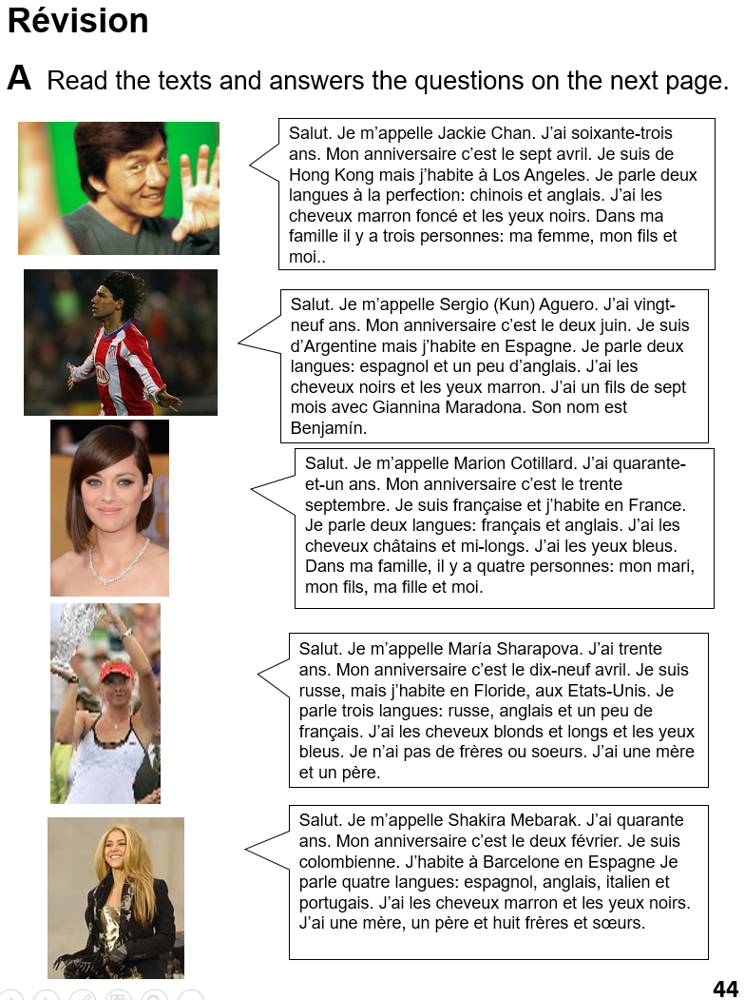 Révision
A Read the texts and answers the questions on the next page.
Salut. Je m’appelle Jackie Chan. J’ai soixante-trois
ans. Mon anniversaire c’est le sept avril. Je suis de
Hong Kong mais j’habite à Los Angeles. Je parle deux
langues à la perfection: chinois et anglais. J’ai les
cheveux marron foncé et les yeux noirs. Dans ma
famille il y a trois personnes: ma femme, mon fils et
moi..
Salut. Je m’appelle Sergio (Kun) Aguero. J’ai vingt-
neuf ans. Mon anniversaire c’est le deux juin. Je suis
d’Argentine mais j’habite en Espagne. Je parle deux
langues: espagnol et un peu d’anglais. J’ai les
cheveux noirs et les yeux marron. J’ai un fils de sept
mois avec Giannina Maradona. Son nom est
Benjamín.
Salut. Je m’appelle Marion Cotillard. J’ai quarante-
et-un ans. Mon anniversaire c’est le trente
septembre. Je suis française et j’habite en France.
Je parle deux langues: français et anglais. J’ai les
cheveux châtains et mi-longs. J’ai les yeux bleus.
Dans ma famille, il y a quatre personnes: mon mari,
mon fils, ma fille et moi.
Salut. Je m’appelle María Sharapova. J’ai trente
ans. Mon anniversaire c’est le dix-neuf avril. Je suis
russe, mais j’habite en Floride, aux Etats-Unis. Je
parle trois langues: russe, anglais et un peu de
français. J’ai les cheveux blonds et longs et les yeux
bleus. Je n’ai pas de frères ou soeurs. J’ai une mère
et un père.
Salut. Je m’appelle Shakira Mebarak. J’ai quarante
ans. Mon anniversaire c’est le deux février. Je suis
colombienne. J’habite à Barcelone en Espagne Je
parle quatre langues: espagnol, anglais, italien et
portugais. J’ai les cheveux marron et les yeux noirs.
J’ai une mère, un père et huit frères et sœurs.
44